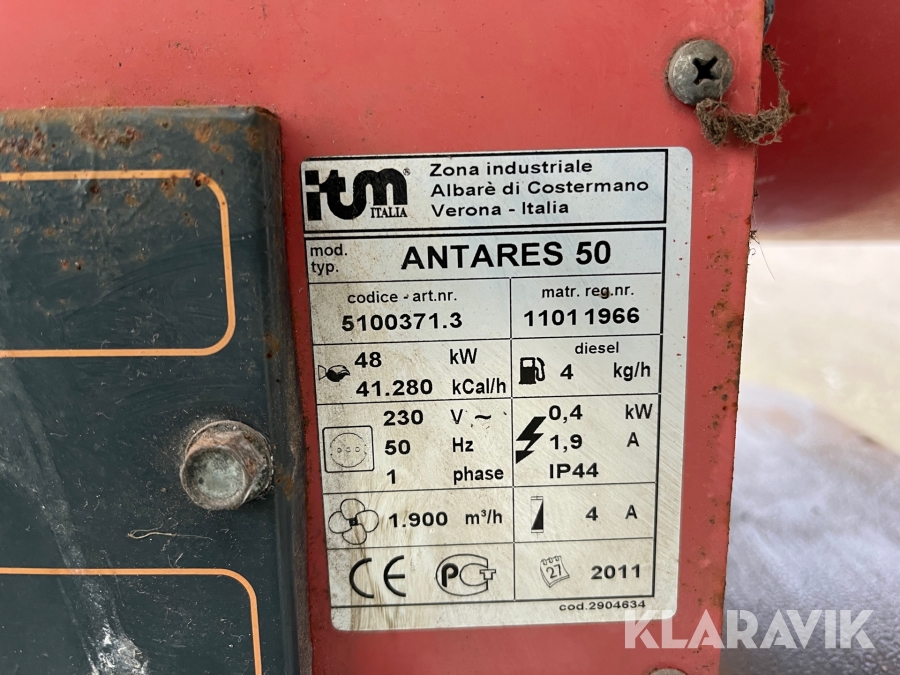 itm®
ITALIA
Zona industriale
Albarè di Costermano
Verona - Italia
mod.
typ.
ANTARES 50
codice - art.nr.
5100371.3
matr. reg.nr.
11011966
48 kW
41.280 kCal/h
diesel
4 kg/h
230 V ~
50 Hz
1 phase
0,4 kW
1,9 A
IP44
1.900 m³/h
4 A
CE
PCT
27
2011
cod.2904634
KLARAVIK